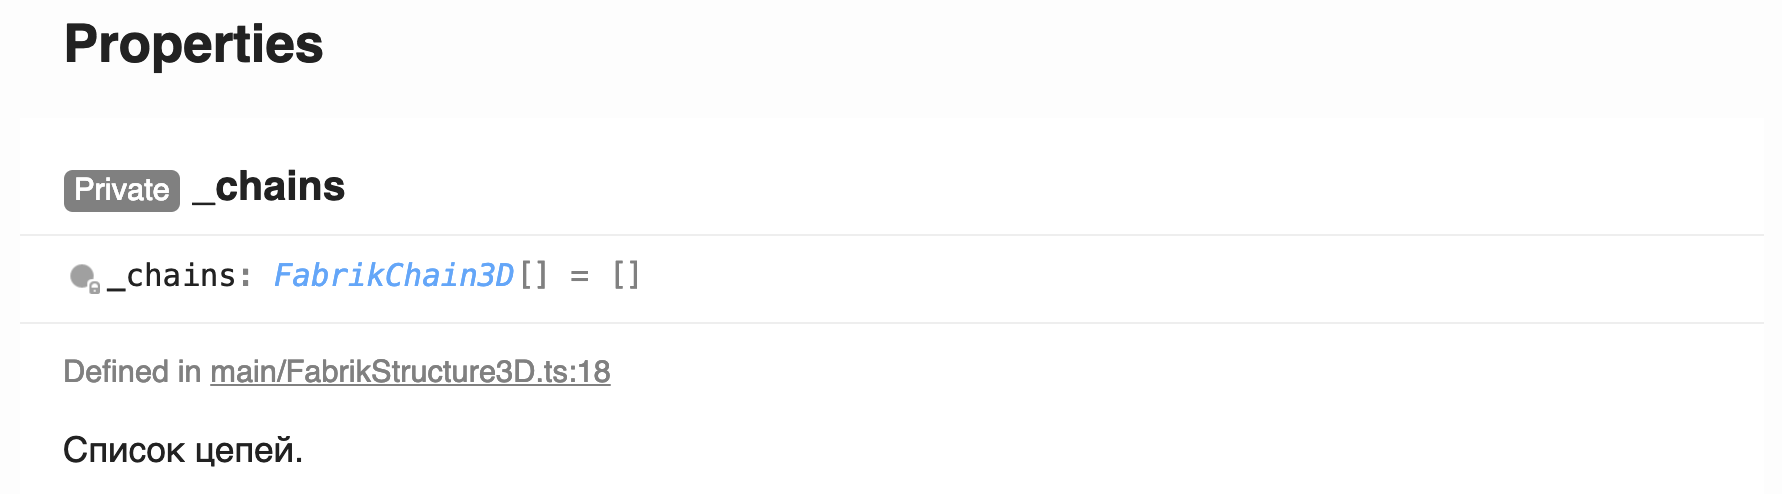 Properties
Private _chains
_chains: FabrikChain3D[] = []
Defined in main/FabrikStructure3D.ts:18
Список цепей.